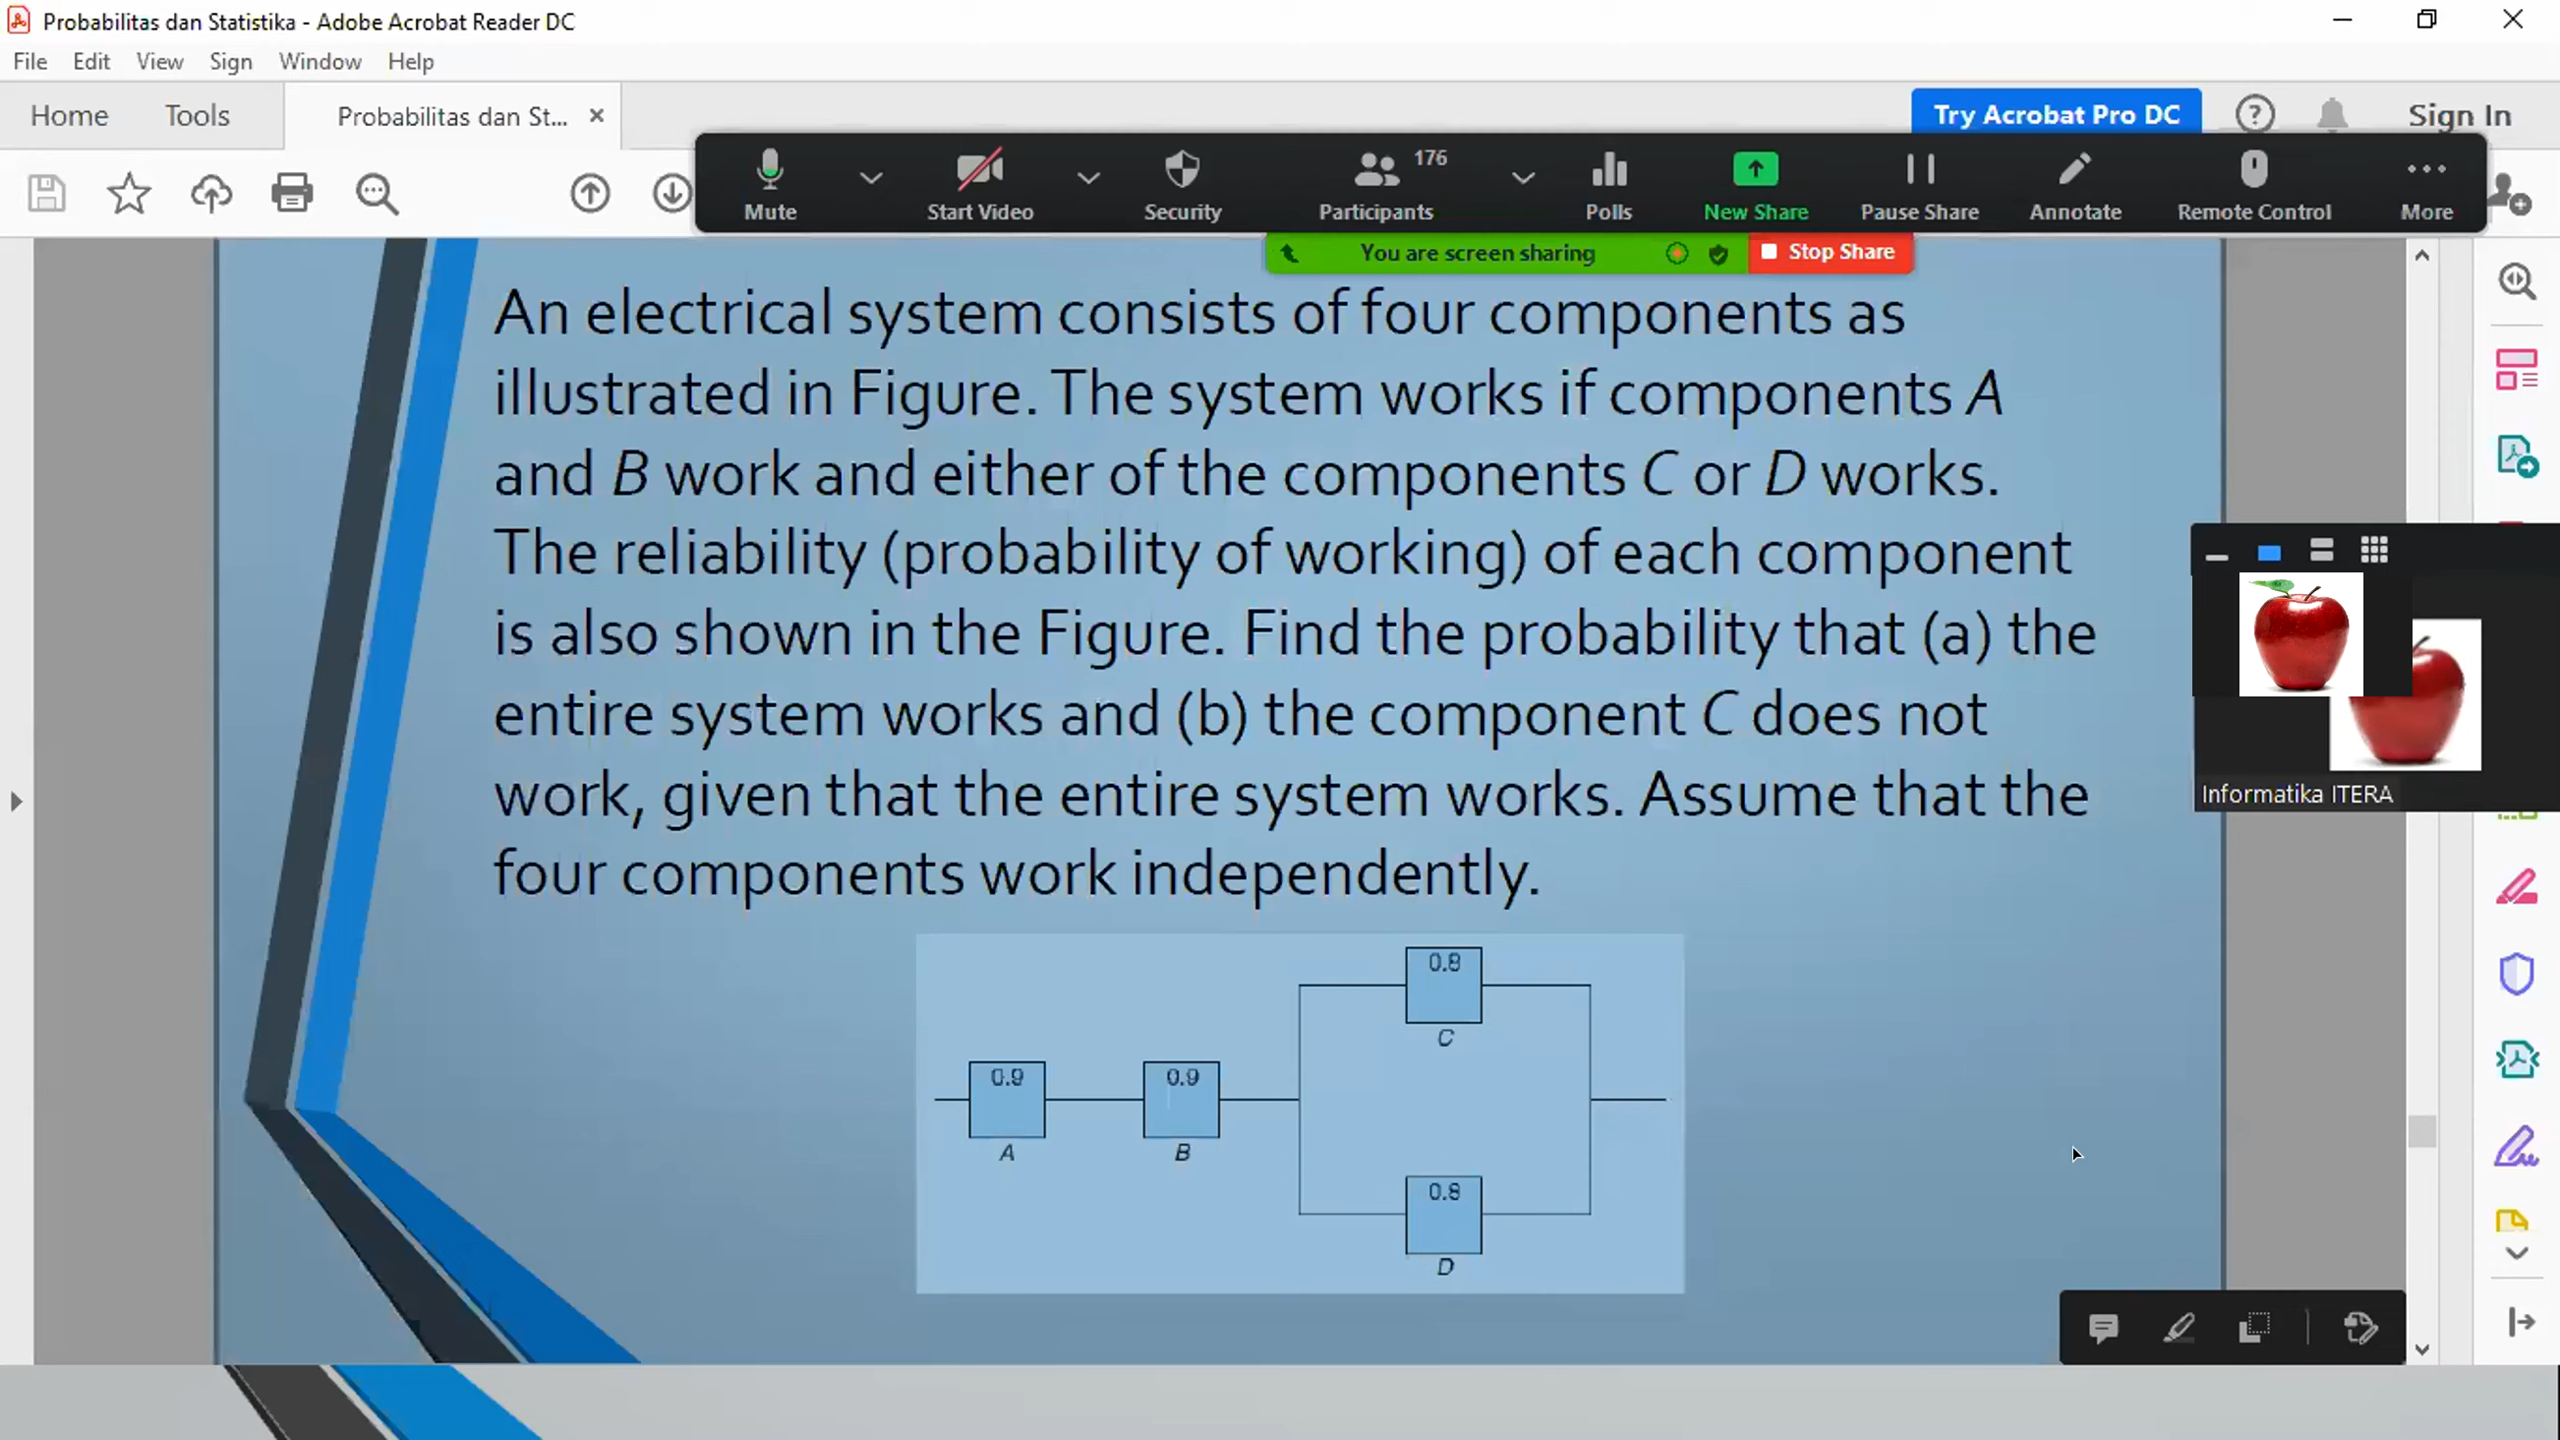 Probabilitas dan Statistika - Adobe Acrobat Reader DC
File Edit View Sign Window Help
Home Tools Probabilitas dan St... Try Acrobat Pro DC Sign In
176
Mute Start Video Security Participants Polls New Share Pause Share Annotate Remote Control More
You are screen sharing Stop Share
An electrical system consists of four components as
illustrated in Figure. The system works if components A
and B work and either of the components C or D works.
The reliability (probability of working) of each component
is also shown in the Figure. Find the probability that (a) the
entire system works and (b) the component C does not
work, given that the entire system works. Assume that the
four components work independently.
Informatika ITERA
0.8
C
0.9 0.9
A B
0.8
D